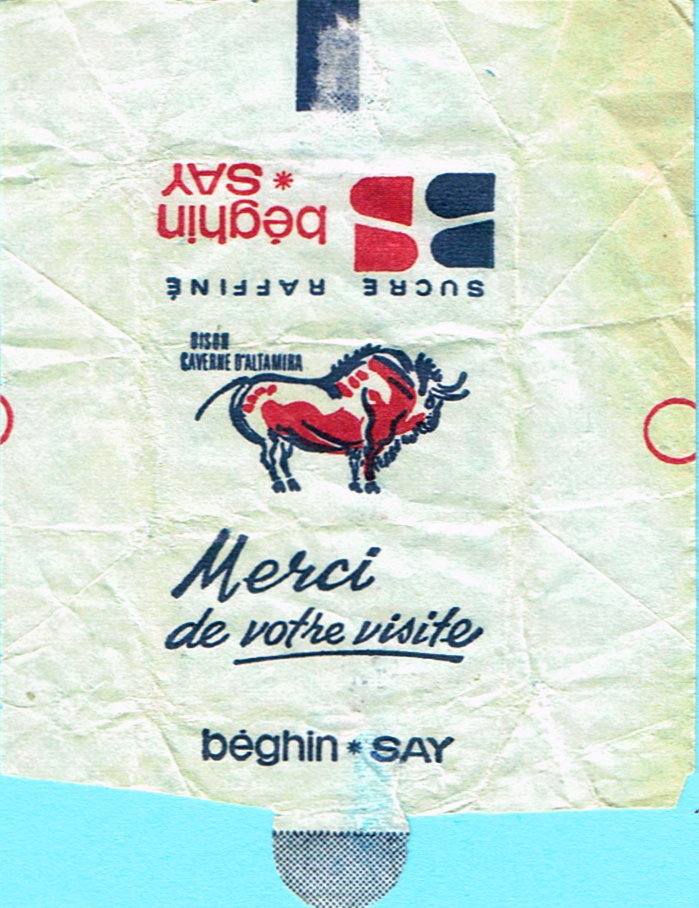 SUCRE RAFFINÉ
béghin
* SAY
BISON
CAVERNE D'ALTAMIRA
Merci
de votre visite
béghin * SAY